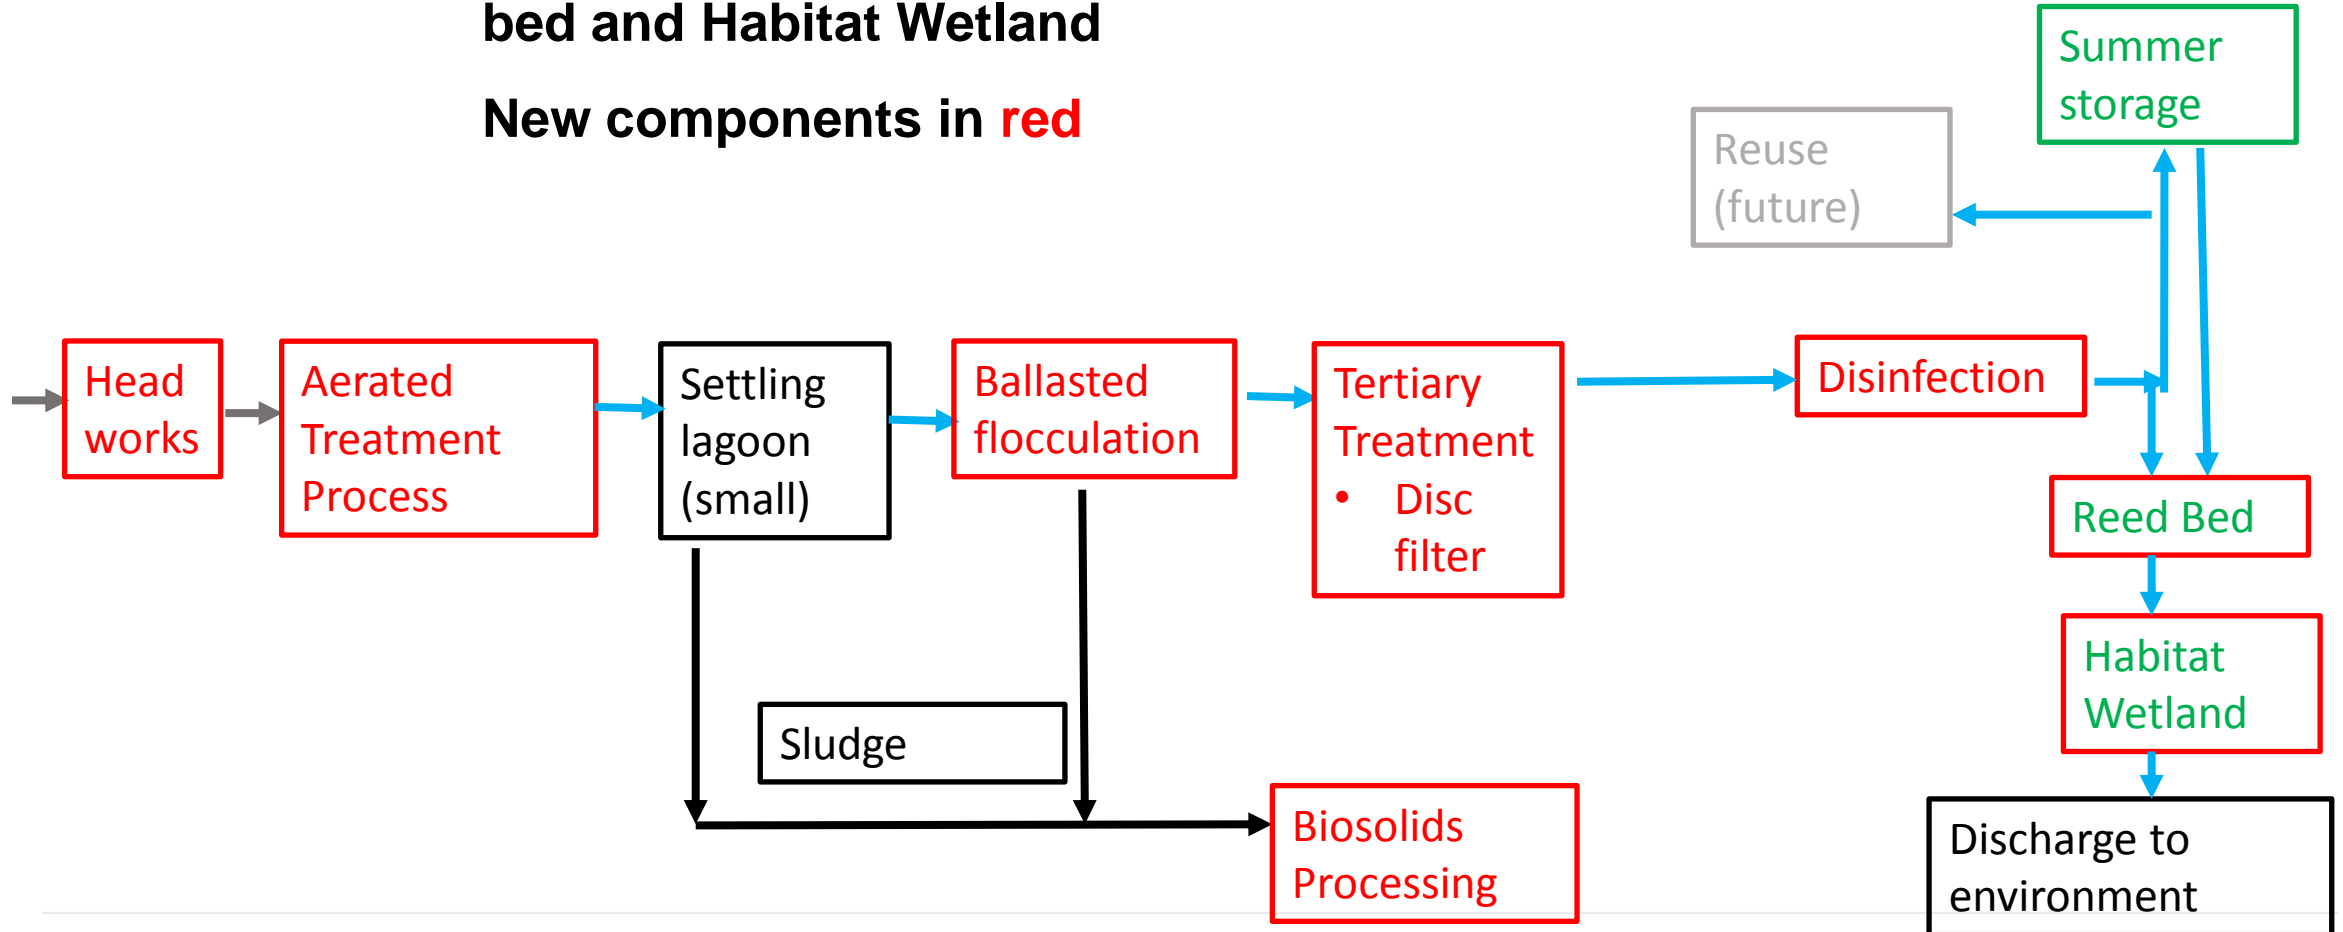 bed and Habitat Wetland
New components in red
Summer
storage
Reuse
(future)
Head
works
Aerated
Treatment
Process
Settling
lagoon
(small)
Ballasted
flocculation
Tertiary
Treatment
• Disc
filter
Disinfection
Reed Bed
Habitat
Wetland
Sludge
Biosolids
Processing
Discharge to
environment